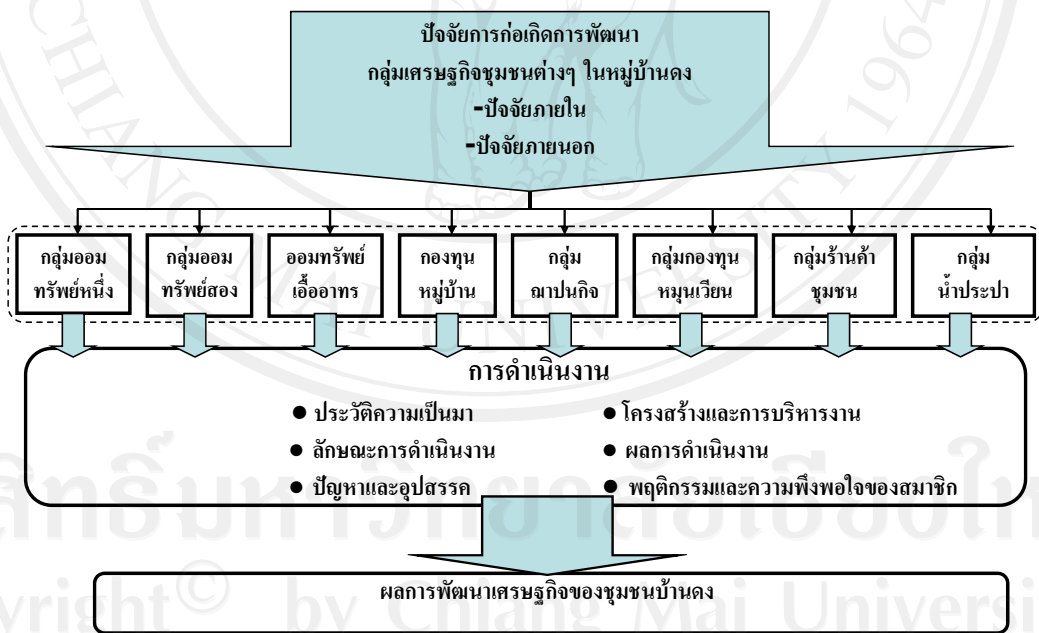 ปัจจัยการก่อเกิดการพัฒนา
กลุ่มเศรษฐกิจชุมชนต่างๆ ในหมู่บ้านดง
-ปัจจัยภายใน
-ปัจจัยภายนอก
กลุ่มออม
ทรัพย์หนึ่ง
กลุ่มออม
ทรัพย์สอง
ออมทรัพย์
เอื้ออาทร
กองทุน
หมู่บ้าน
กลุ่ม
ฌาปนกิจ
กลุ่มกองทุน
หมุนเวียน
กลุ่มร้านค้า
ชุมชน
กลุ่ม
น้ำประปา
การดำเนินงาน
● ประวัติความเป็นมา
● โครงสร้างและการบริหารงาน
● ลักษณะการดำเนินงาน
● ผลการดำเนินงาน
● ปัญหาและอุปสรรค
● พฤติกรรมและความพึงพอใจของสมาชิก
ผลการพัฒนาเศรษฐกิจของชุมชนบ้านดง
CHIANG MAI UNIVERSITY 1964
by Chiang Mai